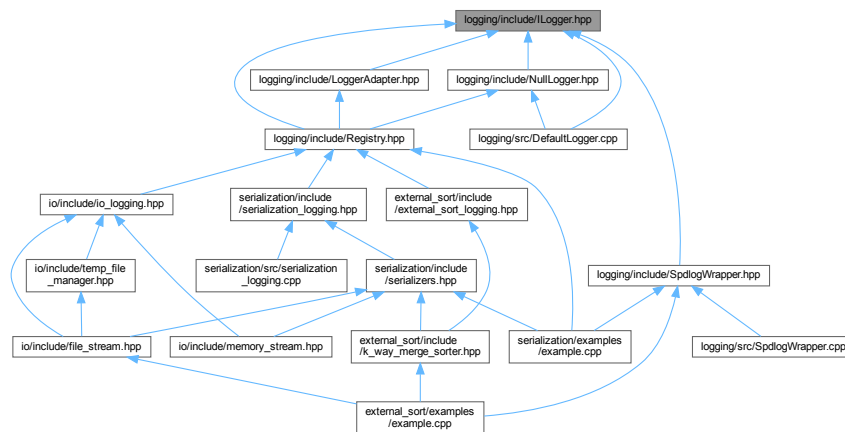 logging/include/ILogger.hpp
logging/include/LoggerAdapter.hpp
logging/include/NullLogger.hpp
logging/include/Registry.hpp
logging/src/DefaultLogger.cpp
io/include/io_logging.hpp
serialization/include
/serialization_logging.hpp
external_sort/include
/external_sort_logging.hpp
io/include/temp_file
_manager.hpp
serialization/src/serialization
_logging.cpp
serialization/include
/serializers.hpp
logging/include/SpdlogWrapper.hpp
io/include/file_stream.hpp
io/include/memory_stream.hpp
external_sort/include
/k_way_merge_sorter.hpp
serialization/examples
/example.cpp
logging/src/SpdlogWrapper.cpp
external_sort/examples
/example.cpp